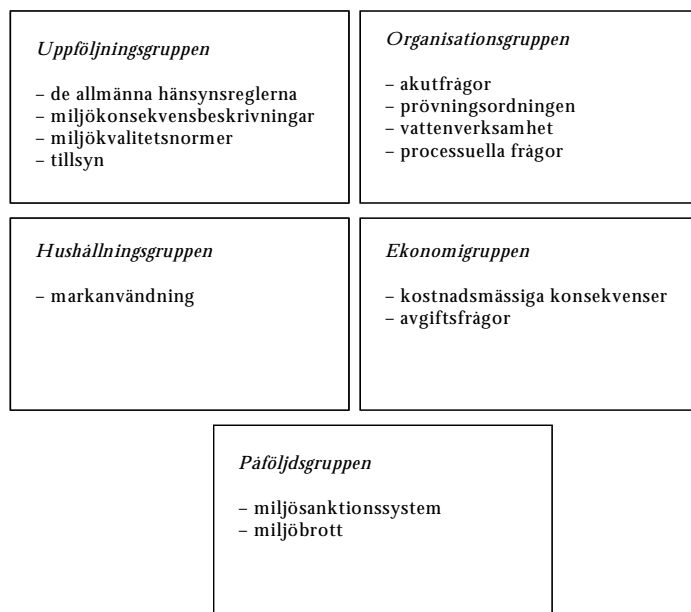 Uppföljningsgruppen
– de allmänna hänsynsreglerna
– miljökonsekvensbeskrivningar
– miljökvalitetsnormer
– tillsyn
Organisationsgruppen
– akutfrågor
– prövningsordningen
– vattenverksamhet
– processuella frågor
Hushållningsgruppen
– markanvändning
Ekonomigruppen
– kostnadsmässiga konsekvenser
– avgiftsfrågor
Påföljdsgruppen
– miljösanktionssystem
– miljöbrott